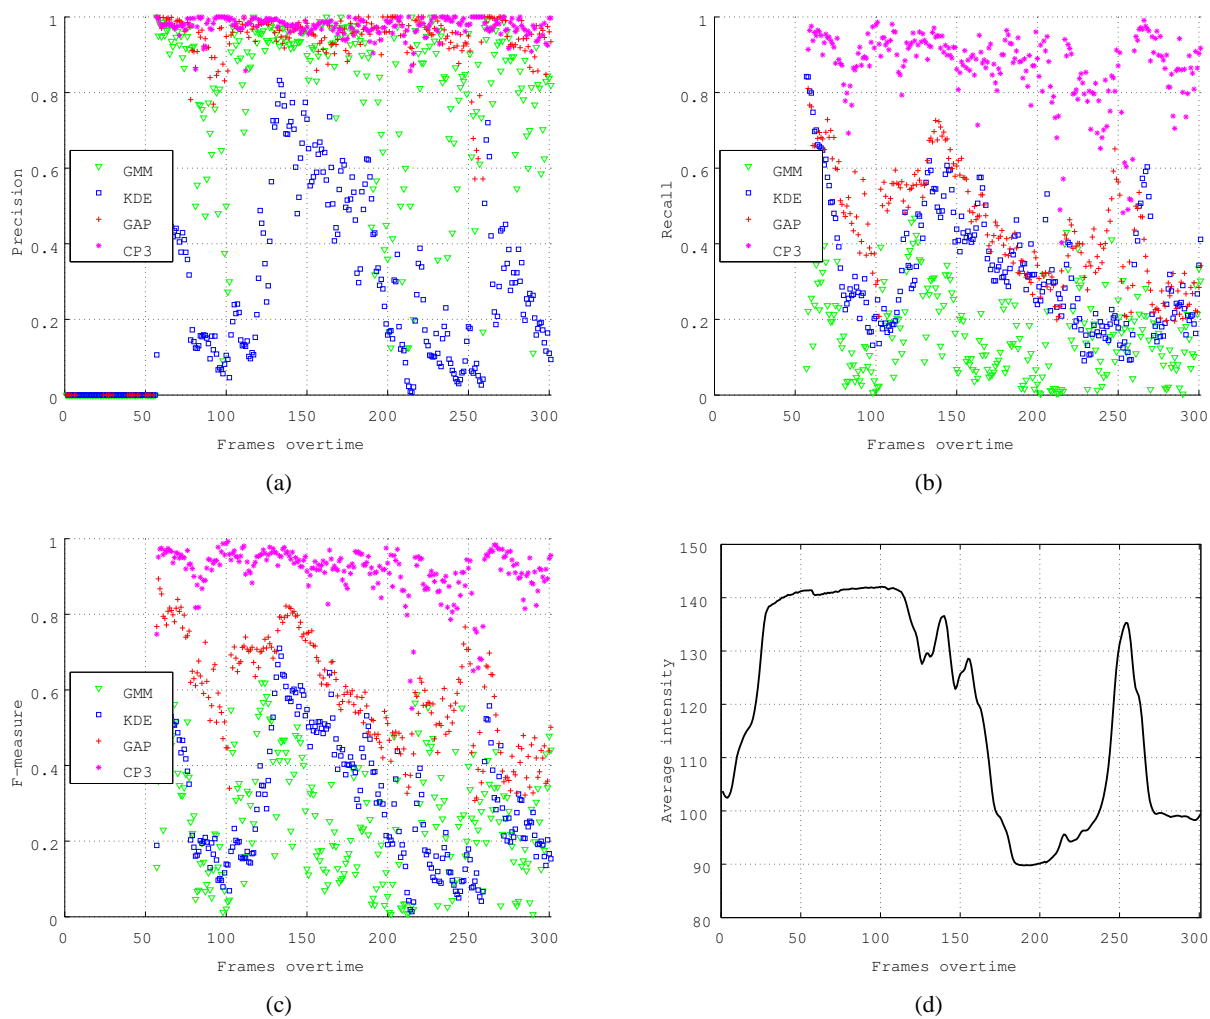 1
0.8
0.6
0.4
0.2
0
Precision
GMM
KDE
GAP
CP3
0 50 100 150 200 250 300
Frames overtime
(a)
1
0.8
0.6
0.4
0.2
0
Recall
GMM
KDE
GAP
CP3
0 50 100 150 200 250 300
Frames overtime
(b)
1
0.8
0.6
0.4
0.2
0
F-measure
GMM
KDE
GAP
CP3
0 50 100 150 200 250 300
Frames overtime
(c)
150
140
130
120
110
100
90
80
Average intensity
0 50 100 150 200 250 300
Frames overtime
(d)